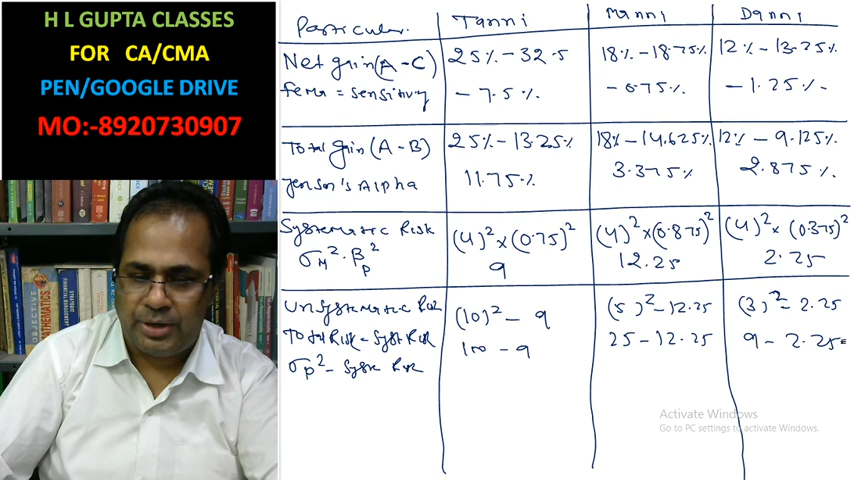 H L GUPTA CLASSES
FOR CA/CMA
PEN/GOOGLE DRIVE
MO:-8920730907
OBJECTIVE
MATHEMATICS
Particular. Tanni Manni Danni
Net gain (A-C) 25% - 32.5 18% - 18.75% 12% - 13.25%
fema = Sensitivity - 7.5% - 0.75% - 1.25%
Total gain (A-B) 25% - 13.25% 18% - 14.625% 12% - 9.125%
Jenson's Alpha 11.75% 3.375% 2.875%
Systematic Risk (4)² × (0.75)² (4)² × (0.875)² (4)² × (0.375)²
σM² · βp² 9 12.25 2.25
Unsystematic Risk (10)² - 9 (5)² - 12.25 (3)² - 2.25
Total Risk - Syst Risk 100 - 9 25 - 12.25 9 - 2.25
σp² - Syste Risk
Activate Windows
Go to PC settings to activate Windows.